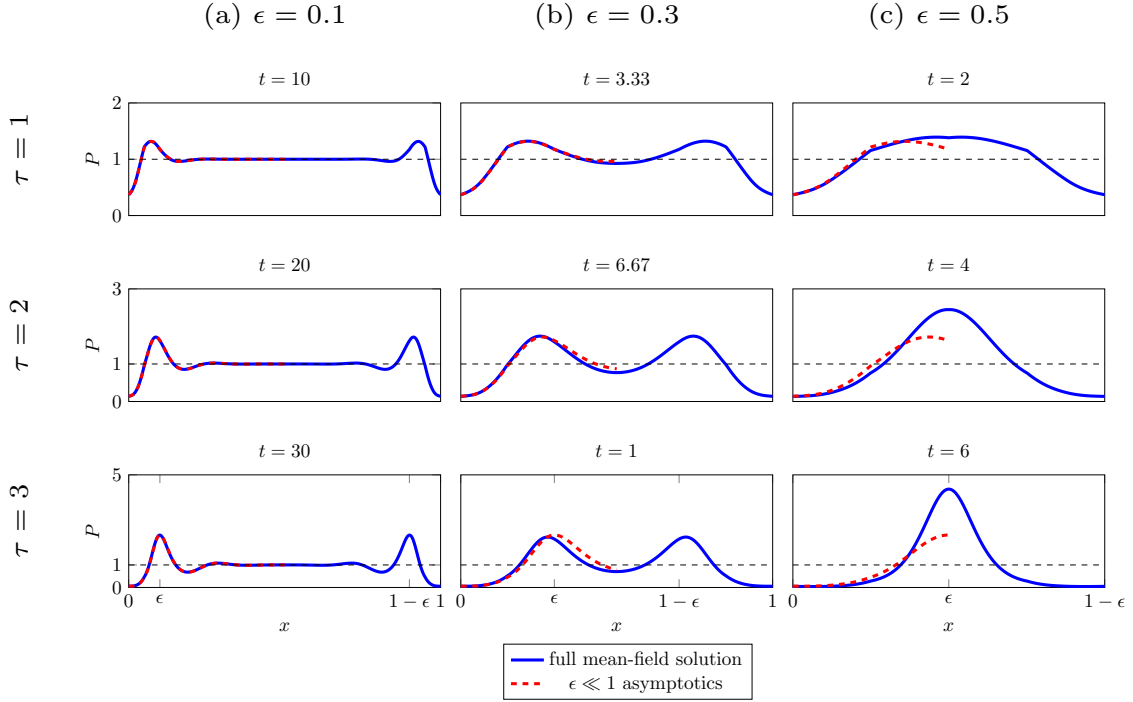 (a) ϵ = 0.1 (b) ϵ = 0.3 (c) ϵ = 0.5
τ = 1
t = 10 t = 3.33 t = 2
P
2
1
0
τ = 2
t = 20 t = 6.67 t = 4
P
3
1
0
τ = 3
t = 30 t = 1 t = 6
P
5
1
0
0 ϵ 1 − ϵ 1 0 ϵ 1 − ϵ 1 0 ϵ 1 − ϵ
x x x
full mean-field solution
ϵ ≪ 1 asymptotics